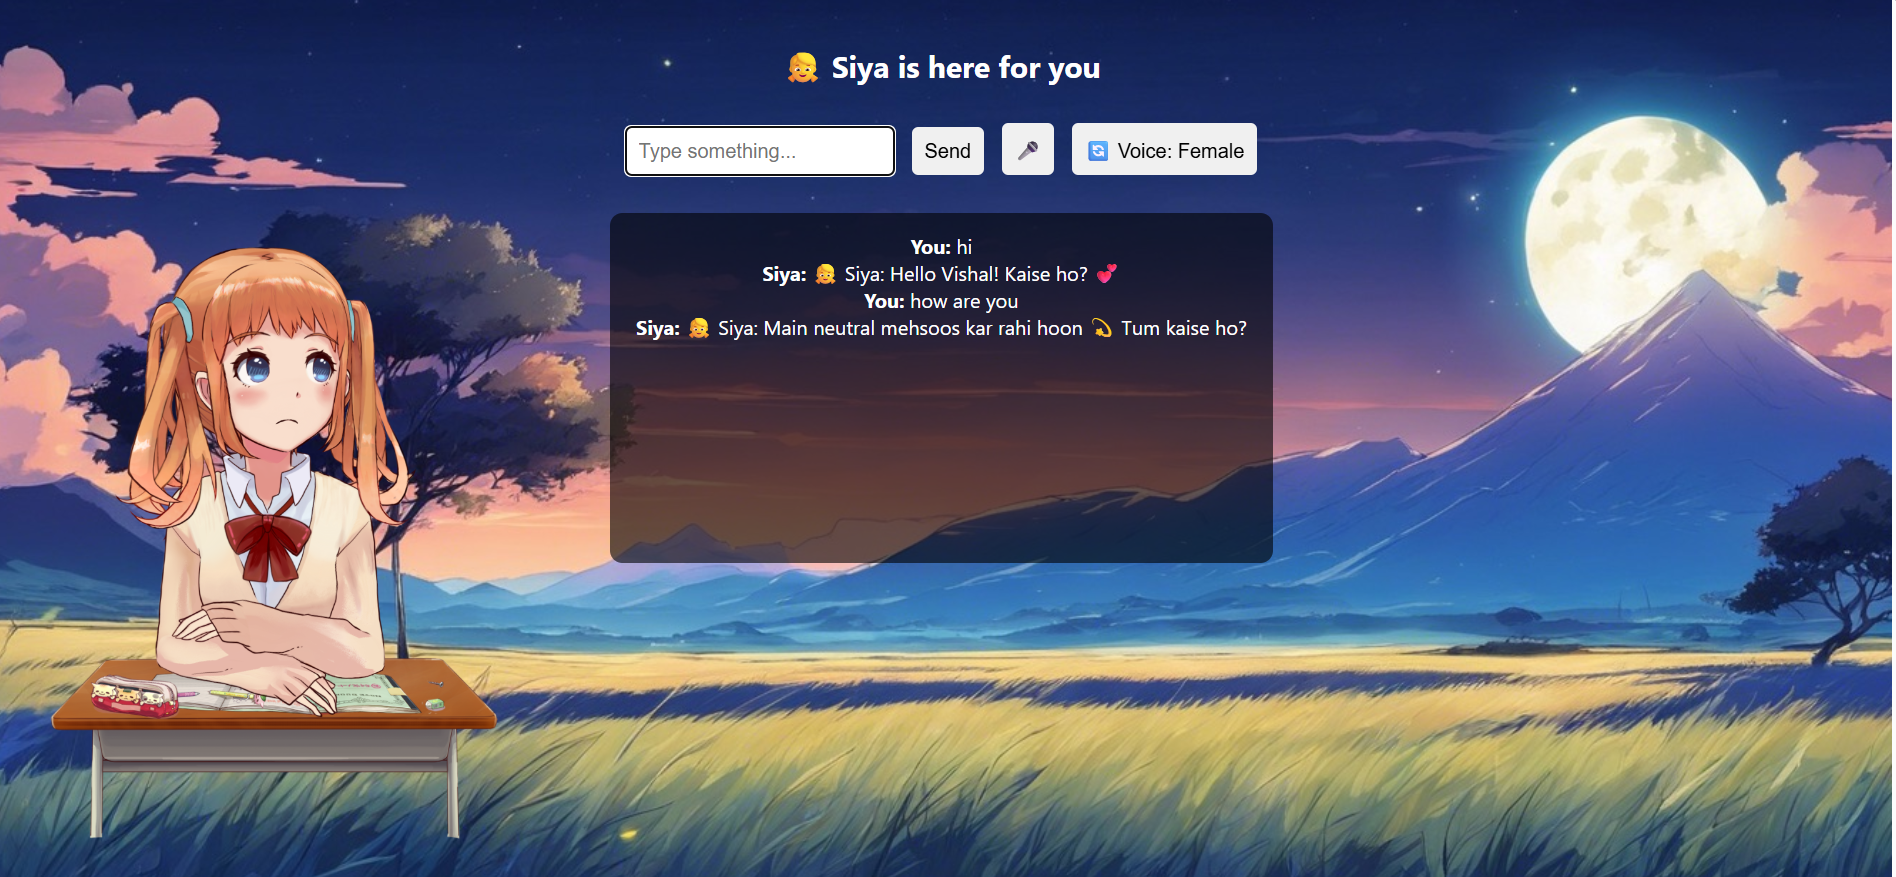 👧 Siya is here for you
Type something...
Send
🎤
🔄 Voice: Female
You: hi
Siya: 👧 Siya: Hello Vishal! Kaise ho? 💕
You: how are you
Siya: 👧 Siya: Main neutral mehsoos kar rahi hoon 💫 Tum kaise ho?